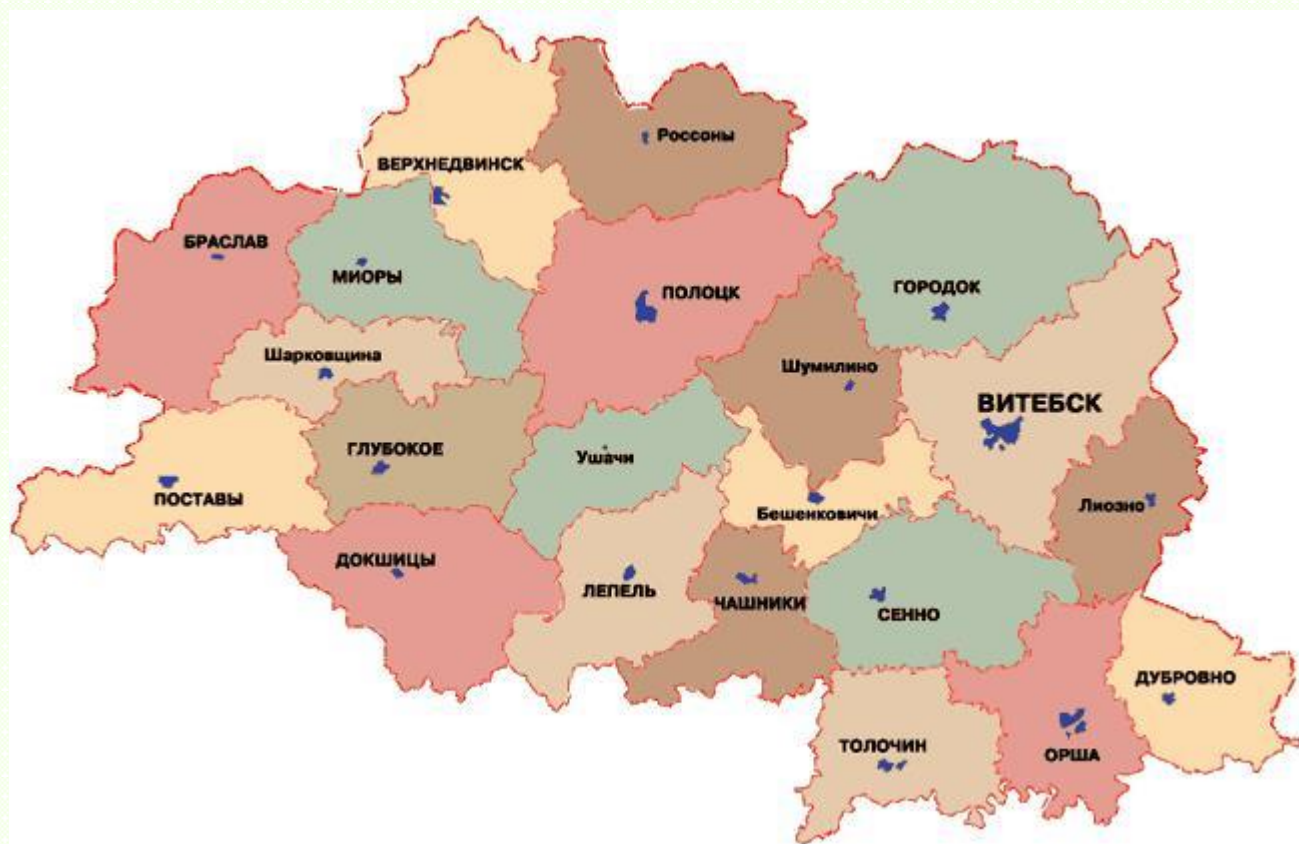 Россоны
ВЕРХНЕДВИНСК
БРАСЛАВ
МИОРЫ
ПОЛОЦК
ГОРОДОК
Шарковщина
Шумилино
ВИТЕБСК
ГЛУБОКОЕ
Ушачи
ПОСТАВЫ
Бешенковичи
Лиозно
ДОКШИЦЫ
ЛЕПЕЛЬ
ЧАШНИКИ
СЕННО
ДУБРОВНО
ТОЛОЧИН
ОРША